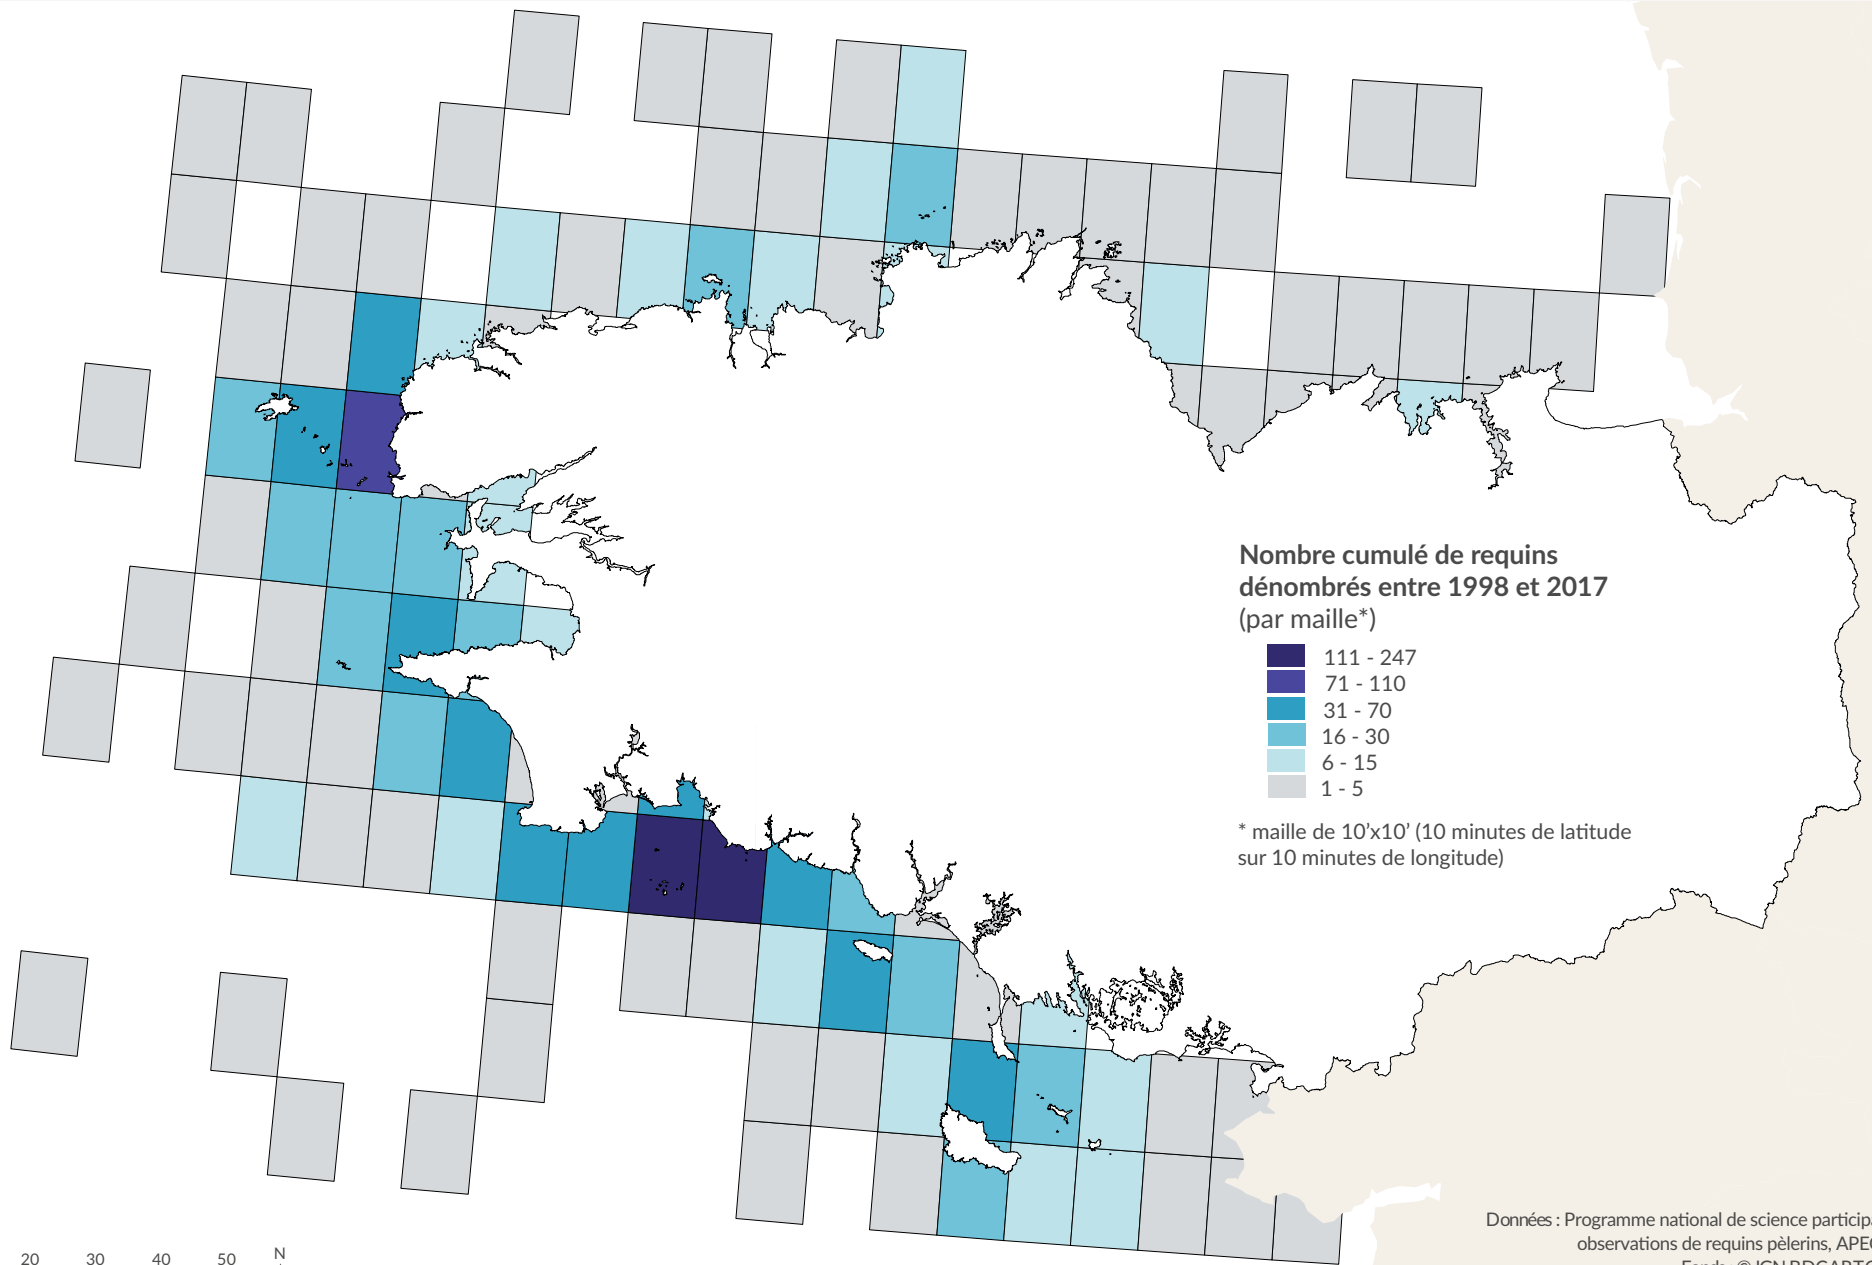 Nombre cumulé de requins
dénombrés entre 1998 et 2017
(par maille*)
111 - 247
71 - 110
31 - 70
16 - 30
6 - 15
1 - 5
* maille de 10’x10’ (10 minutes de latitude
sur 10 minutes de longitude)
Données : Programme national de science
observations de requins pèlerins,
20 30 40 50 N